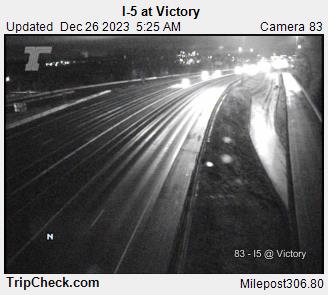 I-5 at Victory
Updated Dec 26 2023 5:25 AM Camera 83
T
N
83 - I5 @ Victory
TripCheck.com Milepost306.80